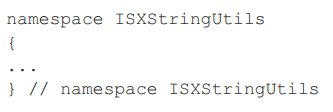 namespace ISXStringUtils
{
...
} // namespace ISXStringUtils